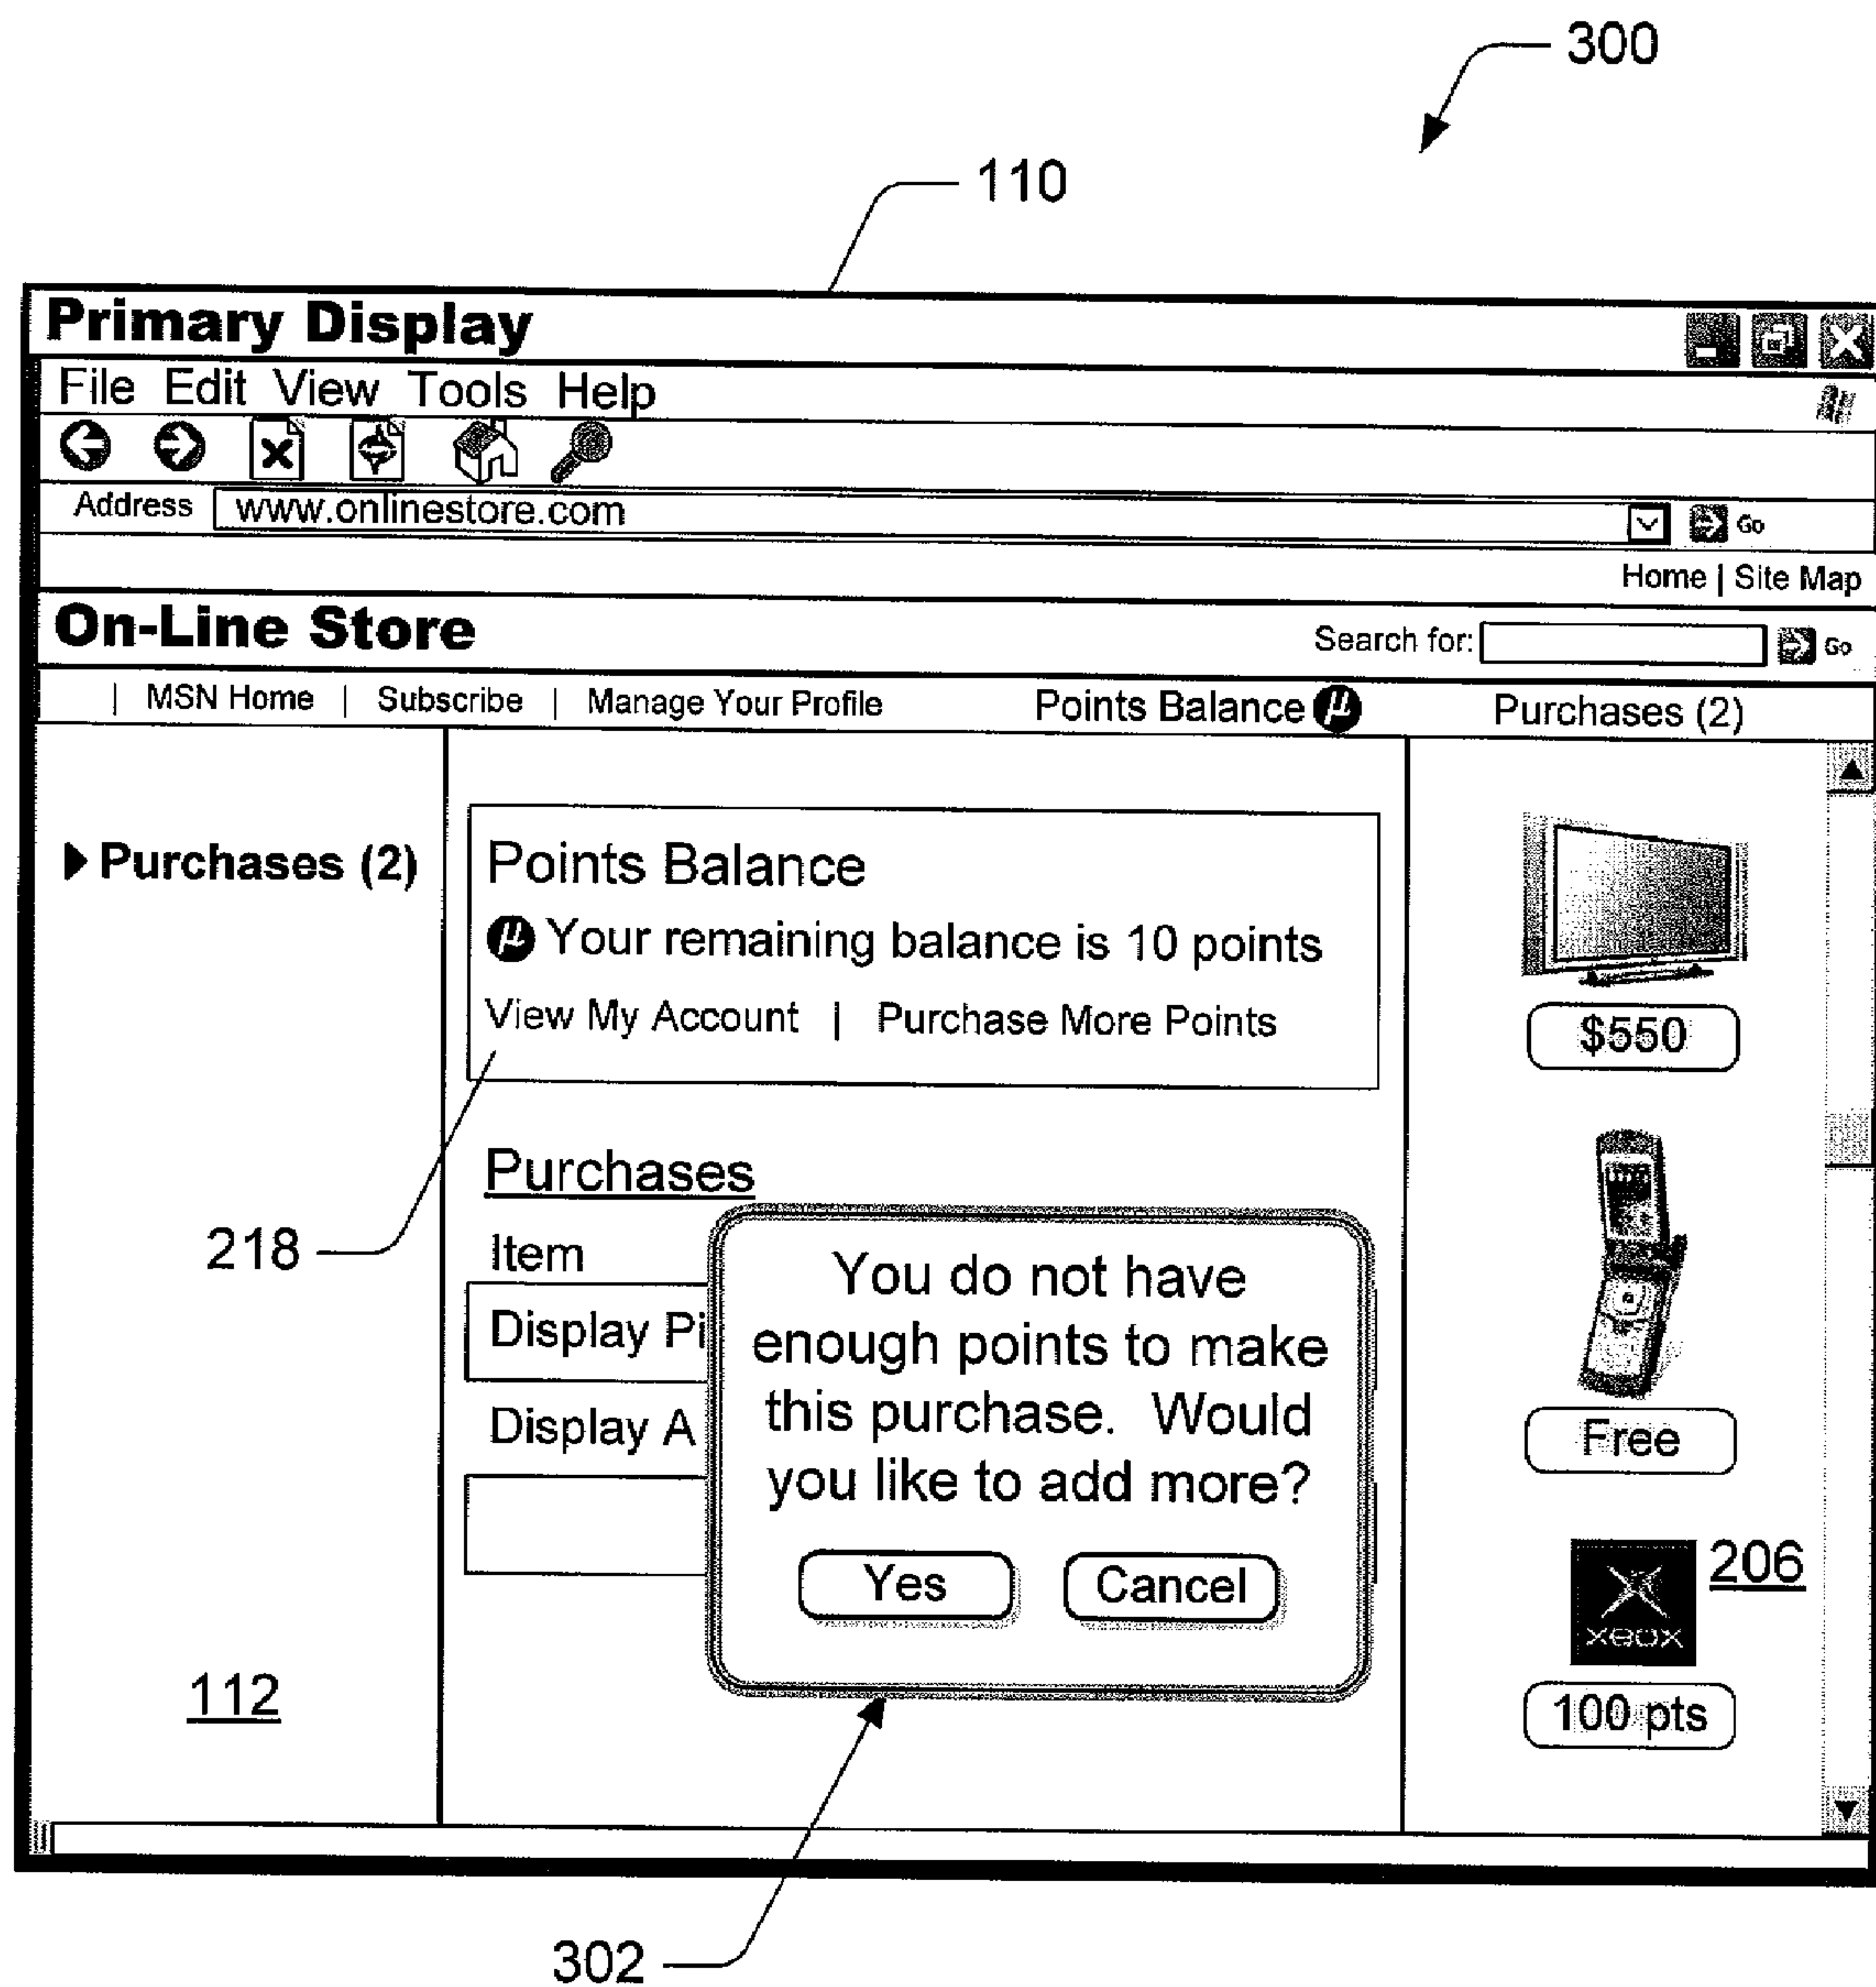 300
110
Primary Display
File Edit View Tools Help
Address www.onlinestore.com Go
Home | Site Map
On-Line Store Search for: Go
| MSN Home | Subscribe | Manage Your Profile Points Balance μ Purchases (2)
Purchases (2)
Points Balance
μ Your remaining balance is 10 points
View My Account | Purchase More Points
$550
218
Purchases
Item
Display Pi
Display A
You do not have
enough points to make
this purchase. Would
you like to add more?
Yes Cancel
Free
206
XBOX
100 pts
112
302